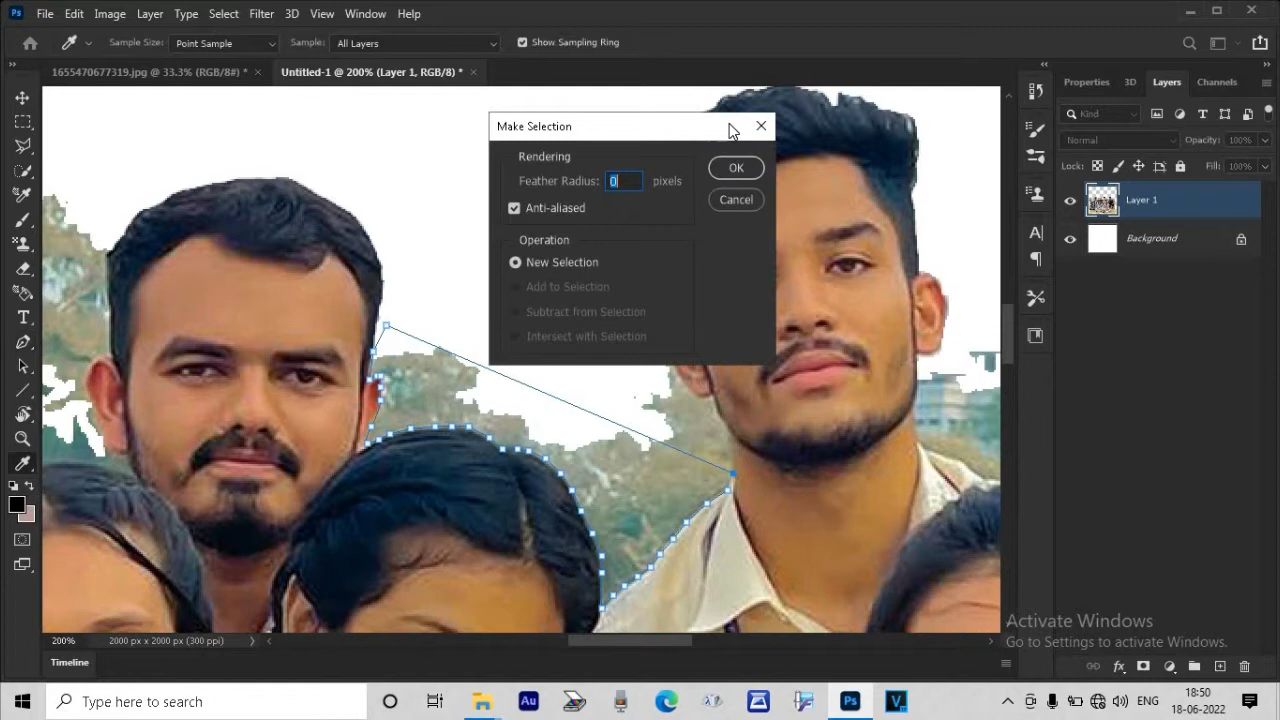 Ps File Edit Image Layer Type Select Filter 3D View Window Help
Sample Size: Point Sample Sample: All Layers Show Sampling Ring
1655470677319.jpg @ 33.3% (RGB/8#) * × Untitled-1 @ 200% (Layer 1, RGB/8) * ×
Properties 3D Layers Channels
Kind
Normal Opacity: 100%
Lock: Fill: 100%
Layer 1
Background
Make Selection
Rendering
Feather Radius: 0 pixels
Anti-aliased
OK
Cancel
Operation
New Selection
Add to Selection
Subtract from Selection
Intersect with Selection
Activate Windows
Go to Settings to activate Windows.
200% 2000 px x 2000 px (300 ppi)
Timeline
Type here to search
Au
Ps
V
ENG
18:50
18-06-2022